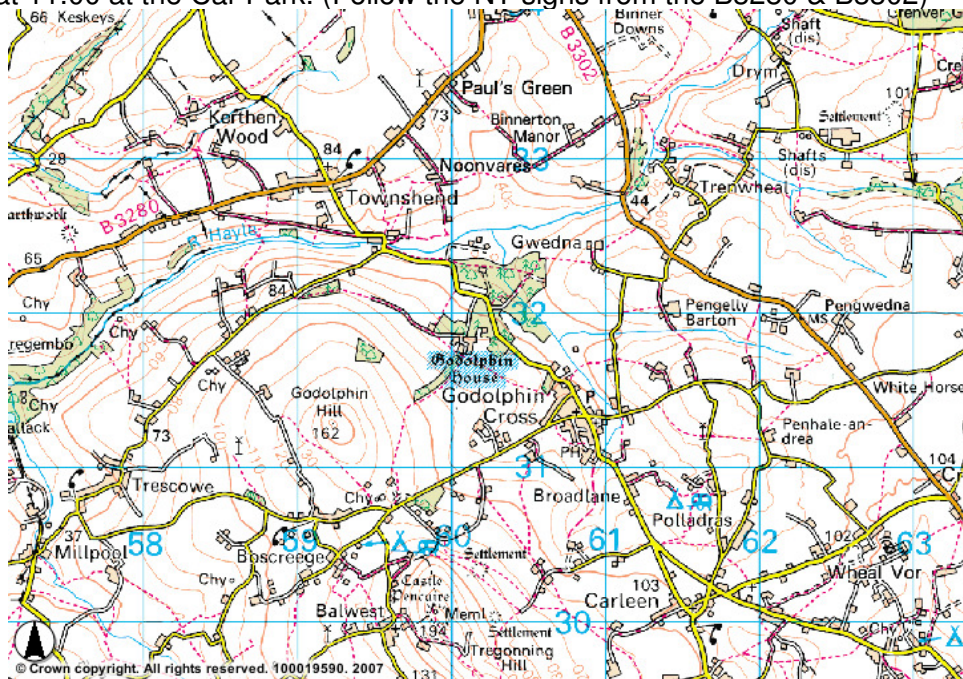 at 11:00 at the Car Park. (Follow the NT signs from the B3280 & B3302)
66 Keskeys
Binner
Downs
Shaft
(dis)
B 3302
Drym
Paul's Green
73
Kerthen
Wood
Binnerton
Manor
101
Settlement
84
28
33
Noonvares
Shafts
(dis)
Townshend
Trenwheal
44
B 3280
R Hayle
Gwedna
65
84
Chy
32
Pengelly
Barton
Pengwedna
MS
Chy
Godolphin
House
Chy
Godolphin
Cross
P
White Horse
Godolphin
Hill
162
Chy
73
Penhale-an-
drea
31
PH
104
Trescowe
Chy
Broadlane
Polladras
37
58
59
60
61
62
63
Millpool
Boscreege
Settlement
102
Wheal Vor
Chy
Castle
Pencaire
103
Carleen
Balwest
Meml
30
194
Settlement
Tregonning
Hill
Chy
131
© Crown copyright. All rights reserved. 100019590. 2007